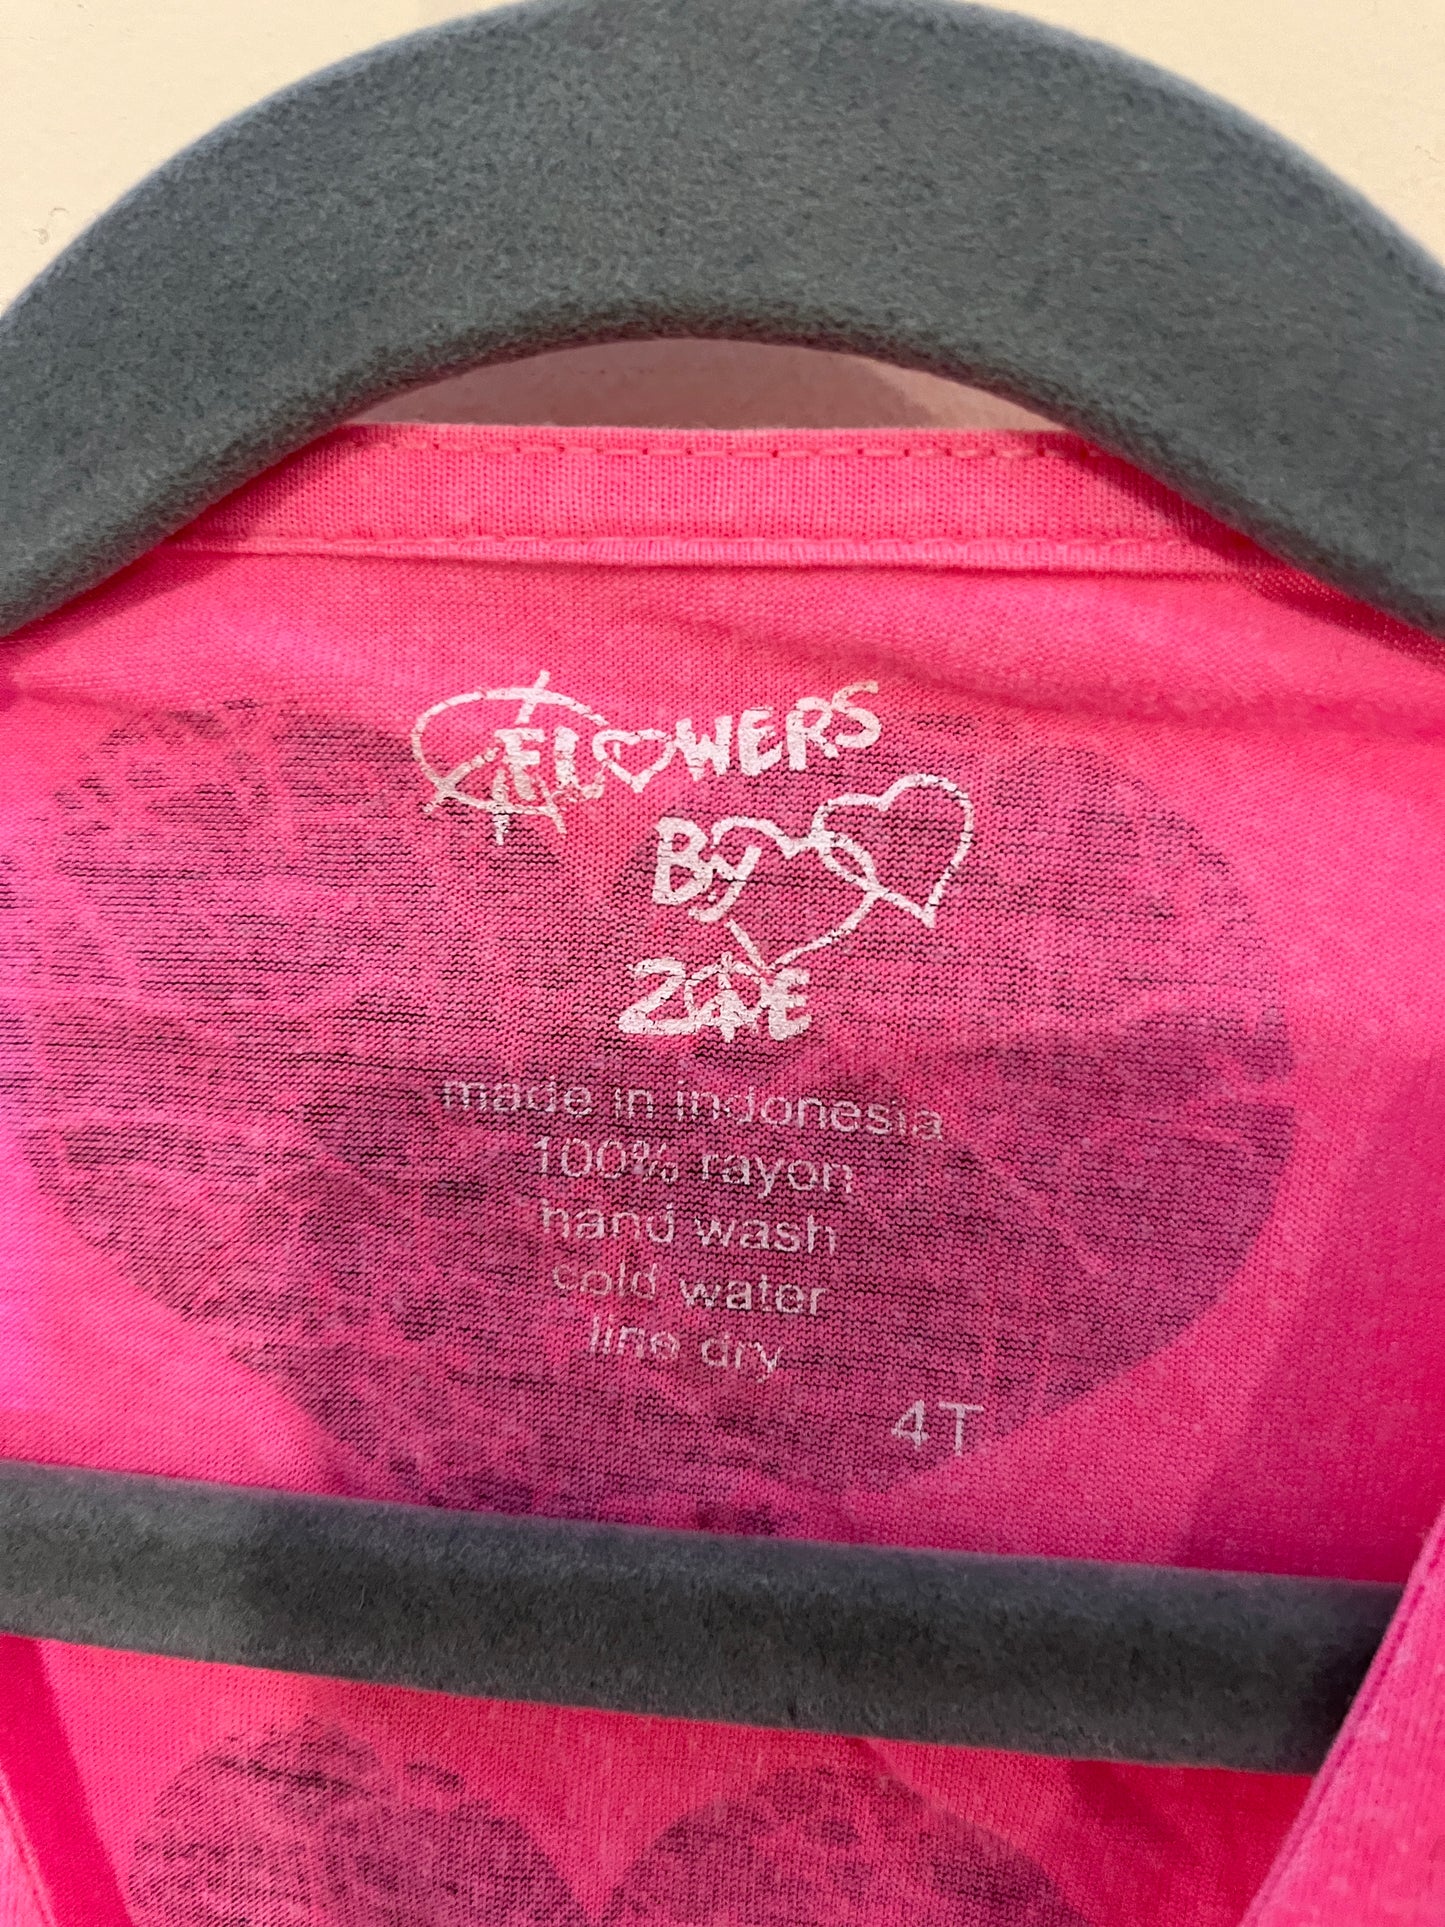 FLOWERS
By
ZOE
made in indonesia
100% rayon
hand wash
cold water
line dry
4T